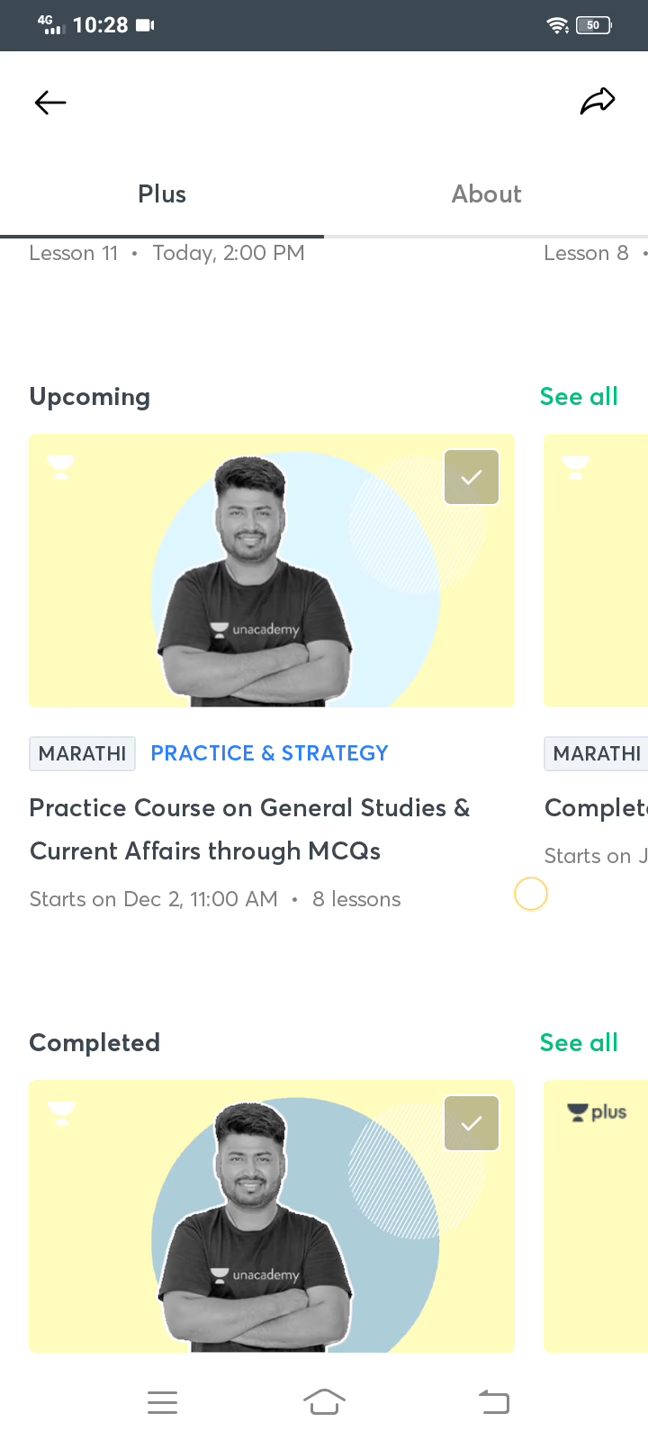 4G 10:28 50
Plus About
Lesson 11 • Today, 2:00 PM Lesson 8 •
Upcoming See all
unacademy
MARATHI PRACTICE & STRATEGY MARATHI
Practice Course on General Studies & Complet
Current Affairs through MCQs
Starts on J
Starts on Dec 2, 11:00 AM • 8 lessons
Completed See all
plus
unacademy